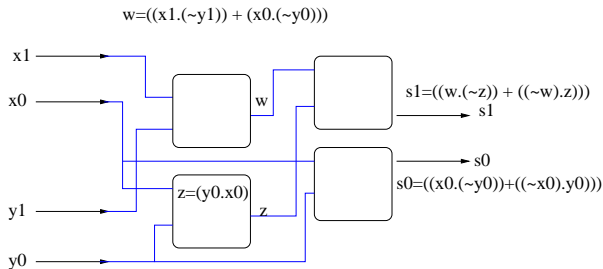 w=((x1.(~y1)) + (x0.(~y0)))
x1
x0
w
s1=((w.(~z)) + ((~w).z)))
s1
s0
z=(y0.x0)
s0=((x0.(~y0))+((~x0).y0)))
y1
z
y0